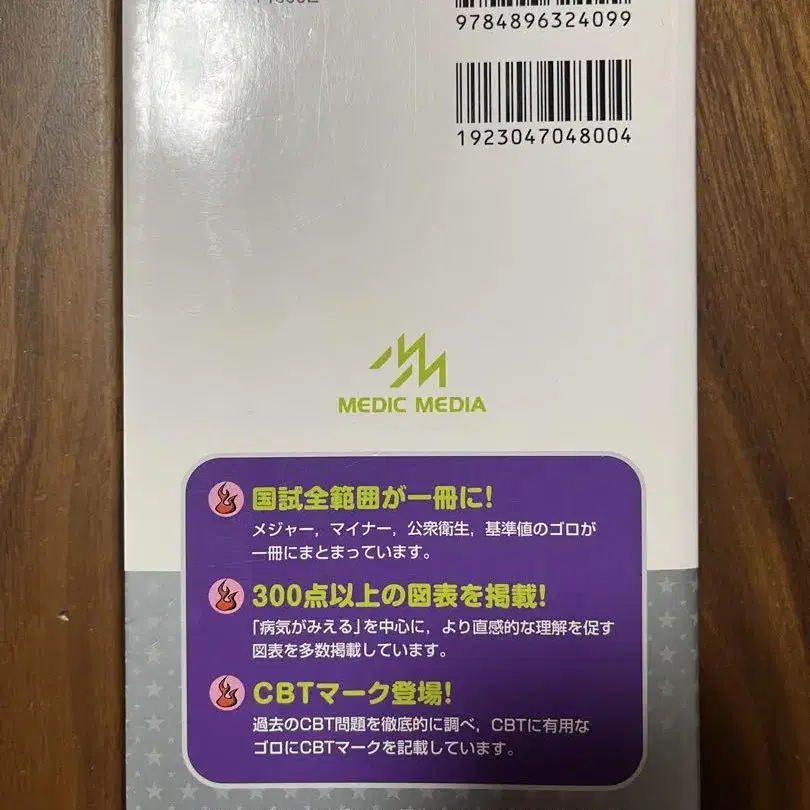 9784896324099
1923047048004
MEDIC MEDIA
国試全範囲が一冊に!
メジャー，マイナー，公衆衛生，基準値のゴロが
一冊にまとまっています。
300点以上の図表を掲載!
「病気がみえる」を中心に，より直感的な理解を促す
図表を多数掲載しています。
CBTマーク登場!
過去のCBT問題を徹底的に調べ，CBTに有用な
ゴロにCBTマークを記載しています。